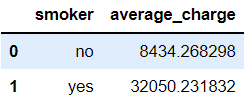 smoker average_charge
0 no 8434.268298
1 yes 32050.231832